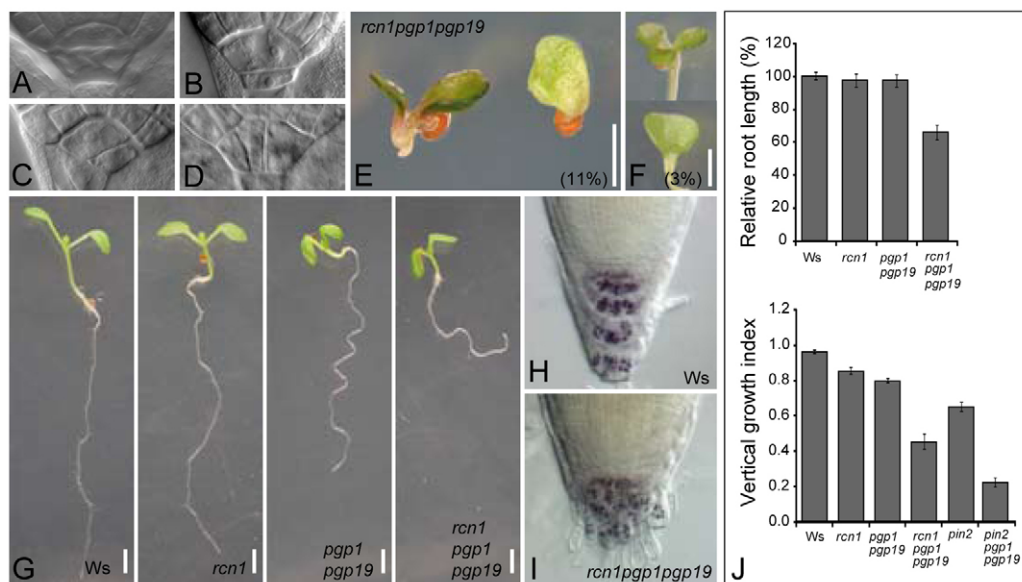 A
B
C
D
rcn1pgp1pgp19
E
(11%)
F
(3%)
G
Ws
rcn1
pgp1
pgp19
rcn1
pgp1
pgp19
H
Ws
I
rcn1pgp1pgp19
Relative root length (%)
120
100
80
60
40
20
0
Ws
rcn1
pgp1
pgp19
rcn1
pgp1
pgp19
Vertical growth index
1.2
1.0
0.8
0.6
0.4
0.2
0
Ws
rcn1
pgp1
pgp19
rcn1
pgp1
pgp19
pin2
pin2
pgp1
pgp19
J